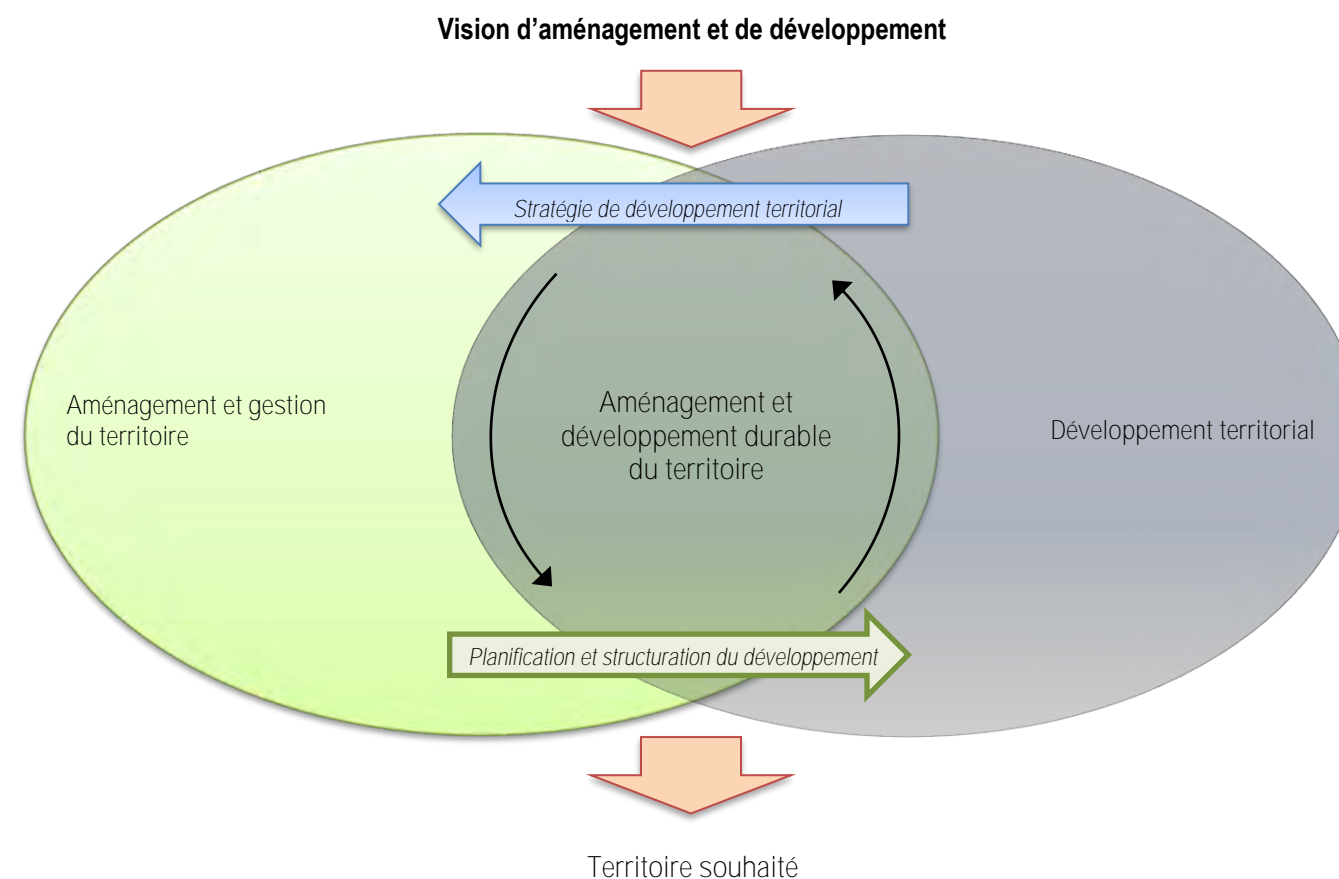 Vision d’aménagement et de développement
Stratégie de développement territorial
Aménagement et gestion
du territoire
Aménagement et
développement durable
du territoire
Développement territorial
Planification et structuration du développement
Territoire souhaité